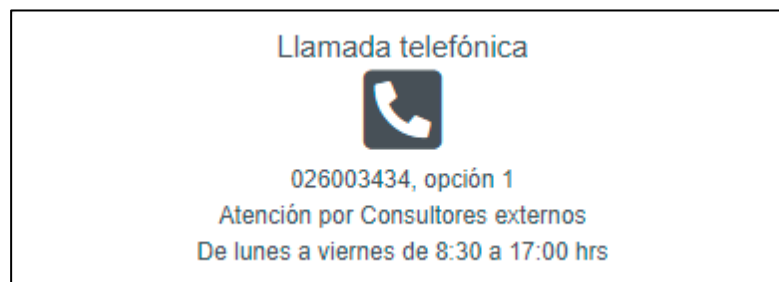 Llamada telefónica
026003434, opción 1
Atención por Consultores externos
De lunes a viernes de 8:30 a 17:00 hrs